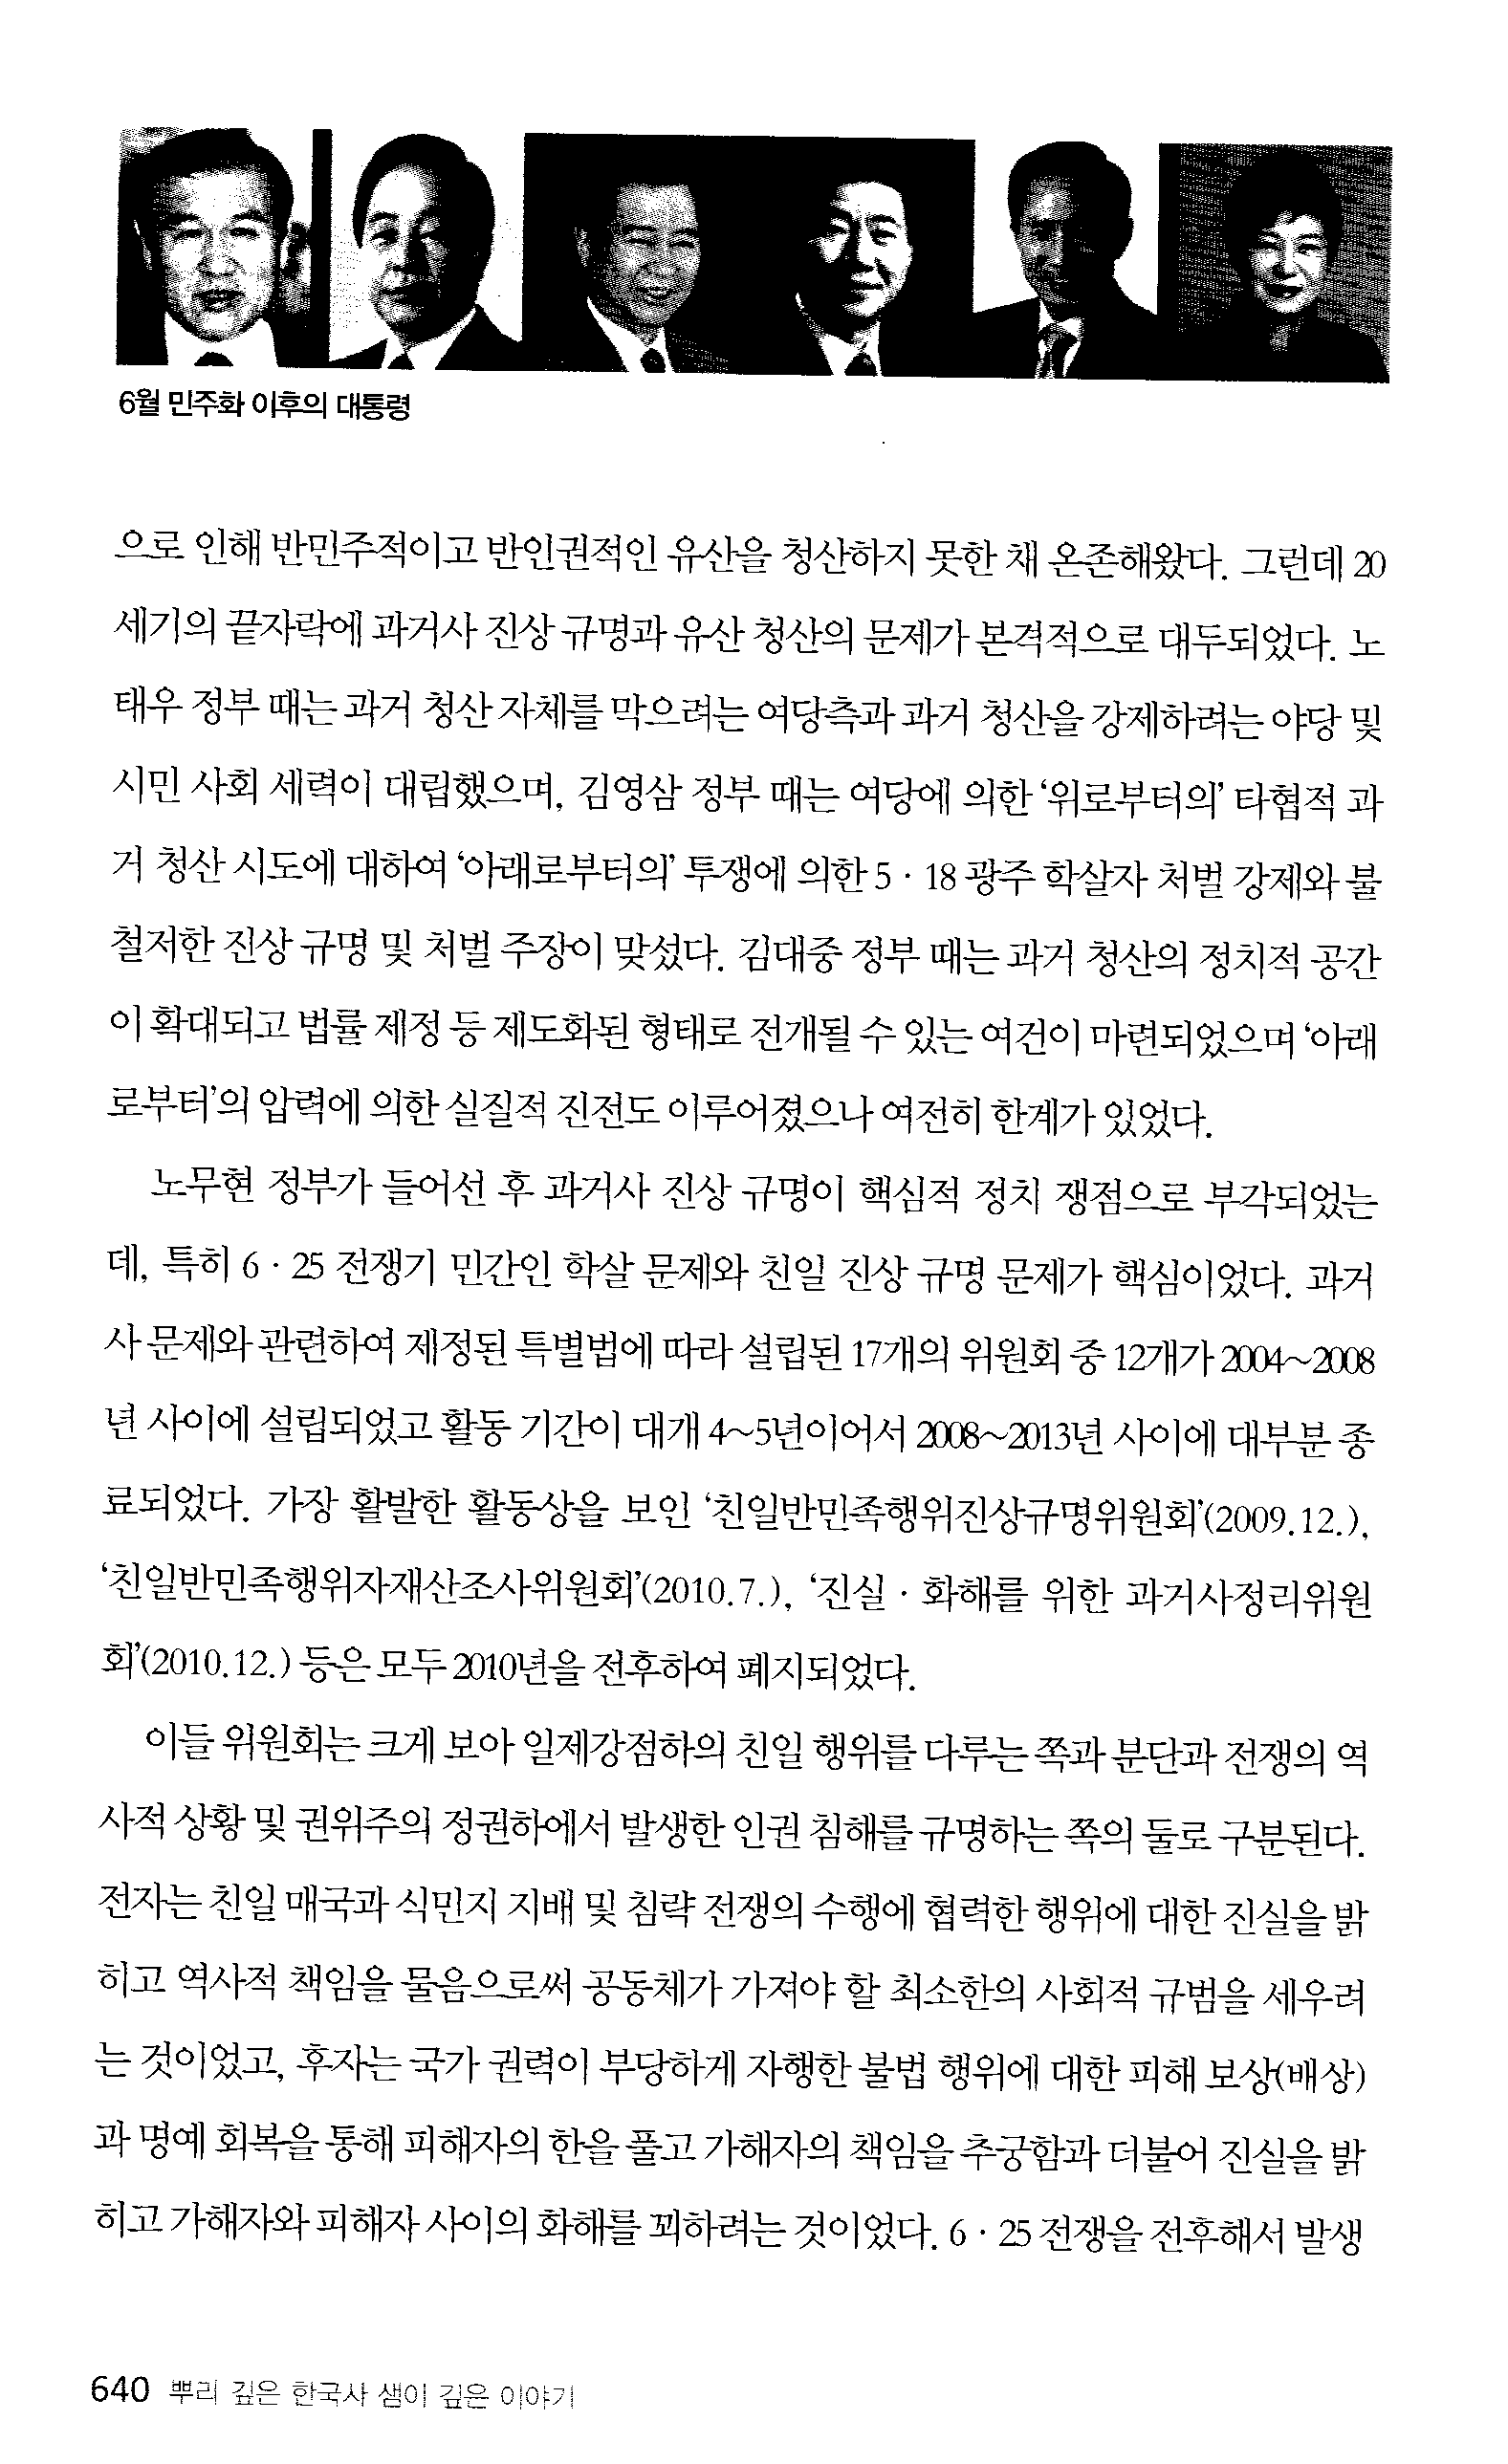 6월 민주화 이후의 대통령
으로 인해 반민주적이고 반인권적인 유산을 청산하지 못한 채 온존해왔다. 그런데 20
세기의 끝자락에 과거사 진상 규명과 유산 청산의 문제가 본격적으로 대두되었다. 노
태우 정부 때는 과거 청산 자체를 막으려는 여당측과 과거 청산을 강제하려는 야당 및
시민 사회 세력이 대립했으며, 김영삼 정부 때는 여당에 의한 ‘위로부터의’ 타협적 과
거 청산 시도에 대하여 ‘아래로부터의’ 투쟁에 의한 5 · 18 광주 학살자 처벌 강제와 불
철저한 진상 규명 및 처벌 주장이 맞섰다. 김대중 정부 때는 과거 청산의 정치적 공간
이 확대되고 법률 제정 등 제도화된 형태로 전개될 수 있는 여건이 마련되었으며 ‘아래
로부터’의 압력에 의한 실질적 진전도 이루어졌으나 여전히 한계가 있었다.
노무현 정부가 들어선 후 과거사 진상 규명이 핵심적 정치 쟁점으로 부각되었는
데, 특히 6 · 25 전쟁기 민간인 학살 문제와 친일 진상 규명 문제가 핵심이었다. 과거
사 문제와 관련하여 제정된 특별법에 따라 설립된 17개의 위원회 중 12개가 2004~2008
년 사이에 설립되었고 활동 기간이 대개 4~5년이어서 2008~2013년 사이에 대부분 종
료되었다. 가장 활발한 활동상을 보인 ‘친일반민족행위진상규명위원회’(2009.12.),
‘친일반민족행위자재산조사위원회’(2010.7.), ‘진실 · 화해를 위한 과거사정리위원
회’(2010.12.) 등은 모두 2010년을 전후하여 폐지되었다.
이들 위원회는 크게 보아 일제강점하의 친일 행위를 다루는 쪽과 분단과 전쟁의 역
사적 상황 및 권위주의 정권하에서 발생한 인권 침해를 규명하는 쪽의 둘로 구분된다.
전자는 친일 매국과 식민지 지배 및 침략 전쟁의 수행에 협력한 행위에 대한 진실을 밝
히고 역사적 책임을 물음으로써 공동체가 가져야 할 최소한의 사회적 규범을 세우려
는 것이었고, 후자는 국가 권력이 부당하게 자행한 불법 행위에 대한 피해 보상(배상)
과 명예 회복을 통해 피해자의 한을 풀고 가해자의 책임을 추궁함과 더불어 진실을 밝
히고 가해자와 피해자 사이의 화해를 꾀하려는 것이었다. 6 · 25 전쟁을 전후해서 발생
640 뿌리 깊은 한국사 샘이 깊은 이야기